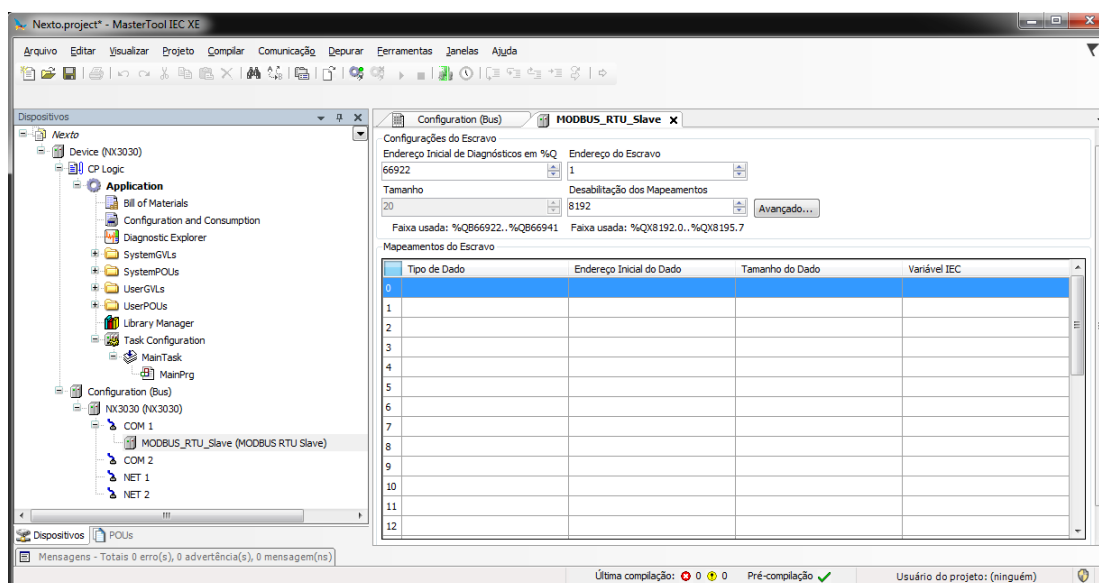 Nexto.project* - MasterTool IEC XE
Arquivo Editar Visualizar Projeto Compilar Comunicação Depurar Ferramentas Janelas Ajuda
Dispositivos
Nexto
Device (NX3030)
CP Logic
Application
Bill of Materials
Configuration and Consumption
Diagnostic Explorer
SystemGVLs
SystemPOUs
UserGVLs
UserPOUs
Library Manager
Task Configuration
MainTask
MainPrg
Configuration (Bus)
NX3030 (NX3030)
COM 1
MODBUS_RTU_Slave (MODBUS RTU Slave)
COM 2
NET 1
NET 2
Dispositivos POUs
Configuration (Bus) MODBUS_RTU_Slave
Configurações do Escravo
Endereço Inicial de Diagnósticos em %Q Endereço do Escravo
66922 1
Tamanho Desabilitação dos Mapeamentos
20 8192 Avançado...
Faixa usada: %QB66922..%QB66941 Faixa usada: %QX8192.0..%QX8195.7
Mapeamentos do Escravo
Tipo de Dado Endereço Inicial do Dado Tamanho do Dado Variável IEC
0
1
2
3
4
5
6
7
8
9
10
11
12
Mensagens - Totais 0 erro(s), 0 advertência(s), 0 mensagem(ns)
Última compilação: 0 0 Pré-compilação Usuário do projeto: (ninguém)